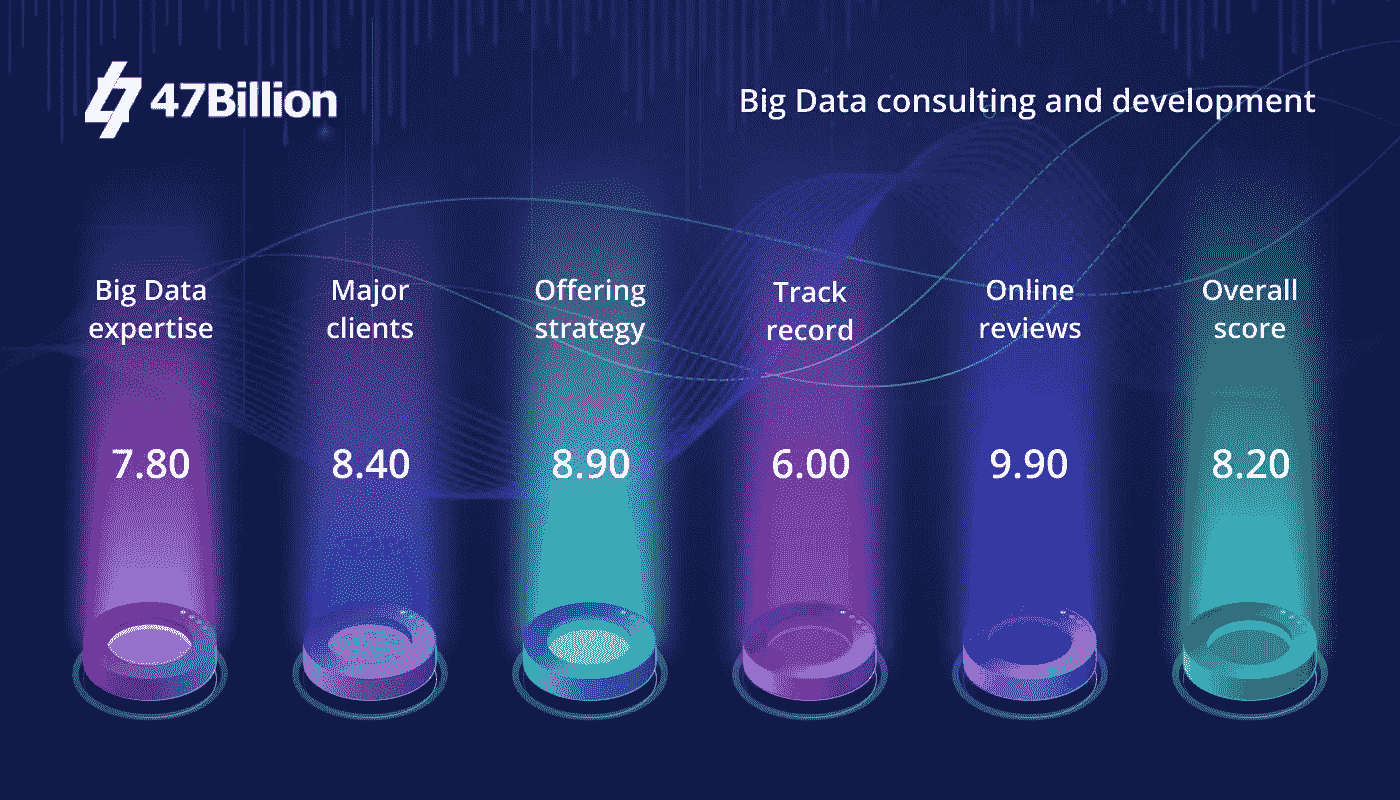 47Billion
Big Data consulting and development
Big Data
expertise
Major
clients
Offering
strategy
Track
record
Online
reviews
Overall
score
7.80
8.40
8.90
6.00
9.90
8.20